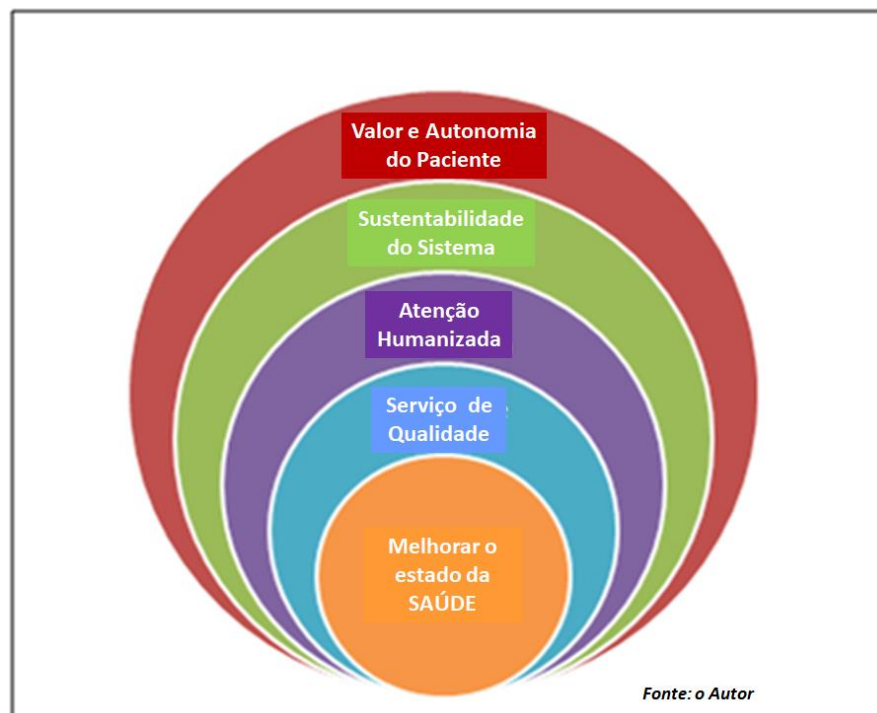 Valor e Autonomia
do Paciente
Sustentabilidade
do Sistema
Atenção
Humanizada
Serviço de
Qualidade
Melhorar o
estado da
SAÚDE
Fonte: o Autor